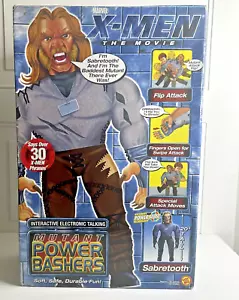 MARVEL
X-MEN
THE MOVIE
I'm
Sabretooth!
And I'm The
Baddest Mutant
There Ever
Was!
Flip Attack
Fingers Open for
Swipe Attack
Says Over
30
X-MEN
Phrases!
Special
Attack Moves
INTERACTIVE ELECTRONIC TALKING
MUTANT
POWER
BASHERS
Soft, Safe, Durable Fun!
Sabretooth